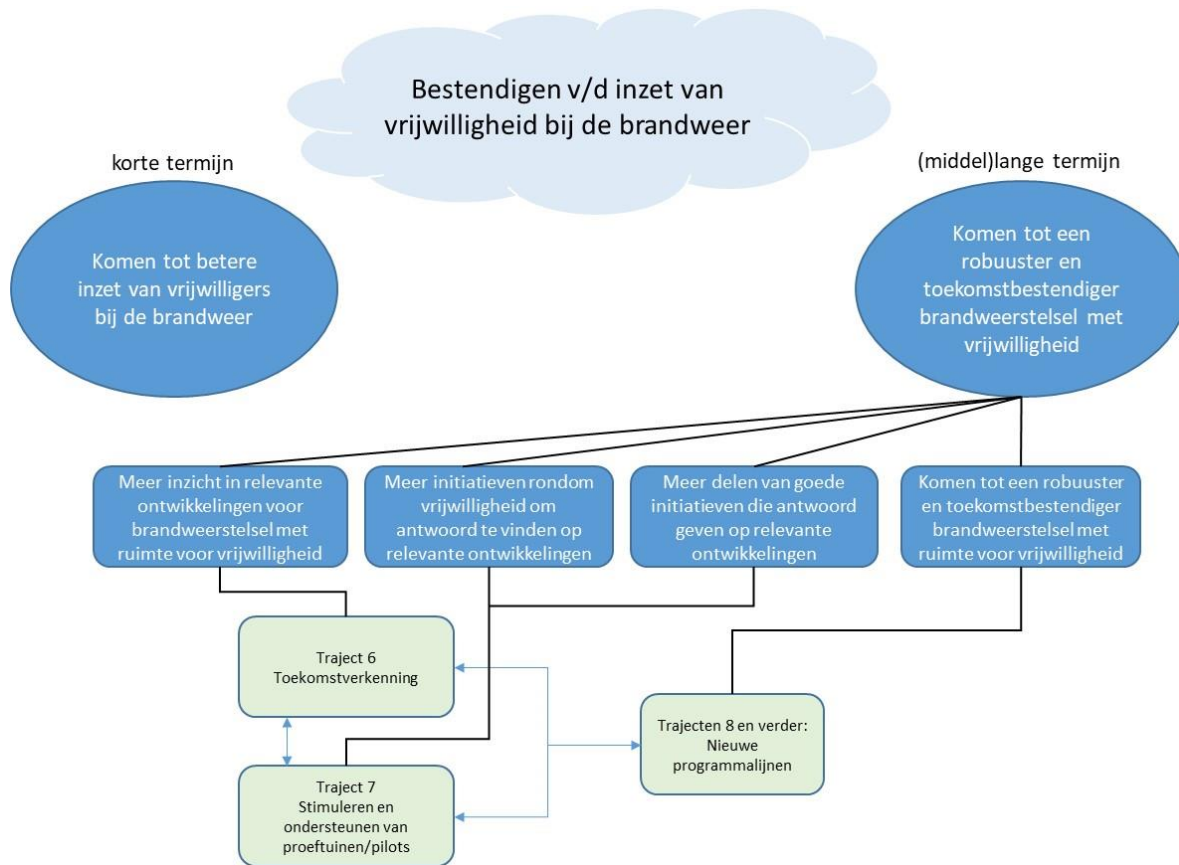 Bestendigen v/d inzet van
vrijwilligheid bij de brandweer
korte termijn
(middel)lange termijn
Komen tot betere
inzet van vrijwilligers
bij de brandweer
Komen tot een
robuuster en
toekomstbestendiger
brandweerstelsel met
vrijwilligheid
Meer inzicht in relevante
ontwikkelingen voor
brandweerstelsel met
ruimte voor vrijwilligheid
Meer initiatieven rondom
vrijwilligheid om
antwoord te vinden op
relevante ontwikkelingen
Meer delen van goede
initiatieven die antwoord
geven op relevante
ontwikkelingen
Komen tot een robuuster
en toekomstbestendiger
brandweerstelsel met
ruimte voor vrijwilligheid
Traject 6
Toekomstverkenning
Trajecten 8 en verder:
Nieuwe
programmalijnen
Traject 7
Stimuleren en
ondersteunen van
proeftuinen/pilots